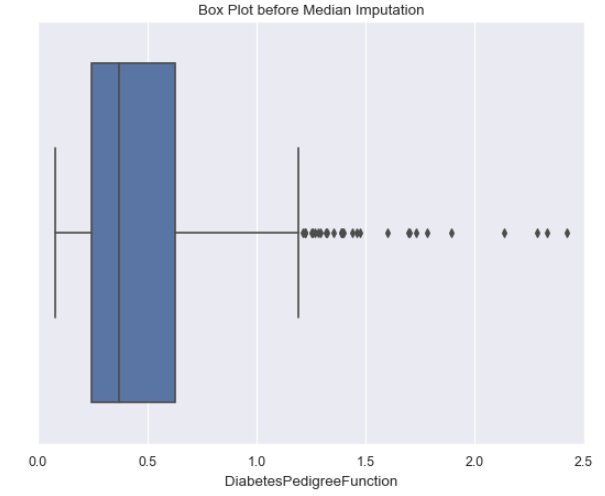 Box Plot before Median Imputation
0.0 0.5 1.0 1.5 2.0 2.5
DiabetesPedigreeFunction